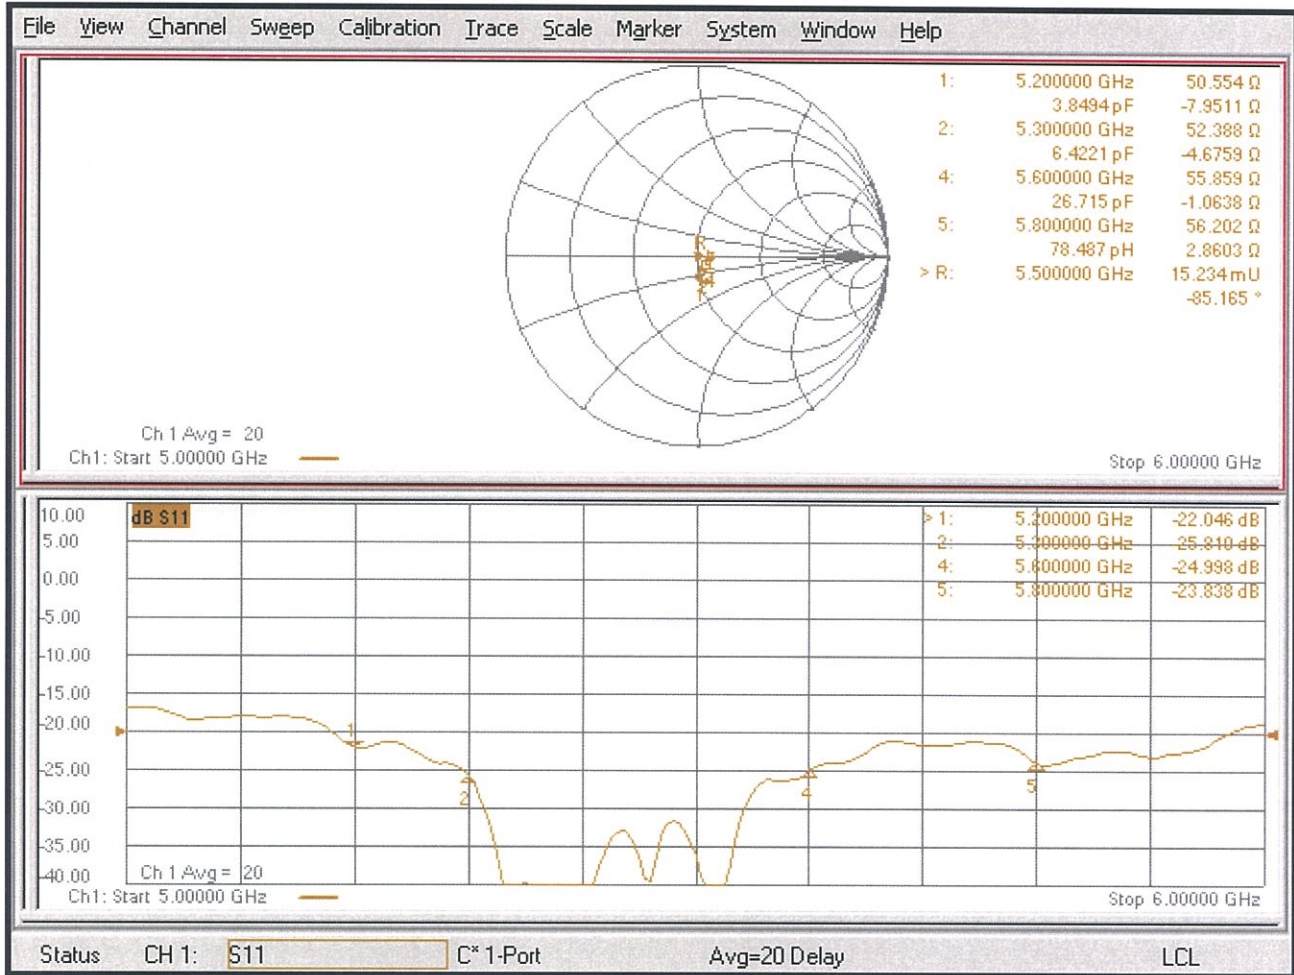 File View Channel Sweep Calibration Trace Scale Marker System Window Help
1: 5.200000 GHz 50.554 Ω
3.8494 pF -7.9511 Ω
2: 5.300000 GHz 52.388 Ω
6.4221 pF -4.6759 Ω
4: 5.600000 GHz 55.859 Ω
26.715 pF -1.0638 Ω
5: 5.800000 GHz 56.202 Ω
78.487 pH 2.8603 Ω
> R: 5.500000 GHz 15.234 mU
-85.165 °
R
Ch 1 Avg = 20
Ch1: Start 5.00000 GHz Stop 6.00000 GHz
10.00 dB S11 > 1: 5.200000 GHz -22.046 dB
5.00 2: 5.300000 GHz -25.810 dB
4: 5.600000 GHz -24.998 dB
0.00 5: 5.800000 GHz -23.838 dB
-5.00
-10.00
-15.00
-20.00
1
-25.00
2 4 5
-30.00
-35.00
-40.00 Ch 1 Avg = 20
Ch1: Start 5.00000 GHz Stop 6.00000 GHz
Status CH 1: S11 C* 1-Port Avg=20 Delay LCL